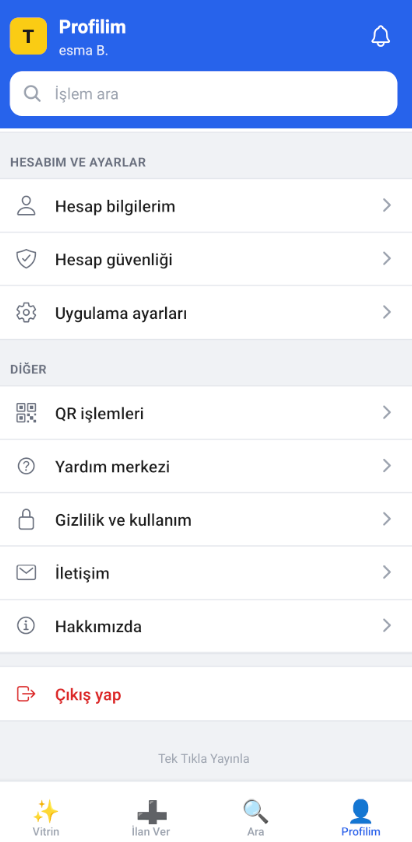 T
Profilim
esma B.
İşlem ara
HESABIM VE AYARLAR
Hesap bilgilerim
Hesap güvenliği
Uygulama ayarları
DİĞER
QR işlemleri
Yardım merkezi
Gizlilik ve kullanım
İletişim
Hakkımızda
Çıkış yap
Tek Tıkla Yayınla
Vitrin
İlan Ver
Ara
Profilim